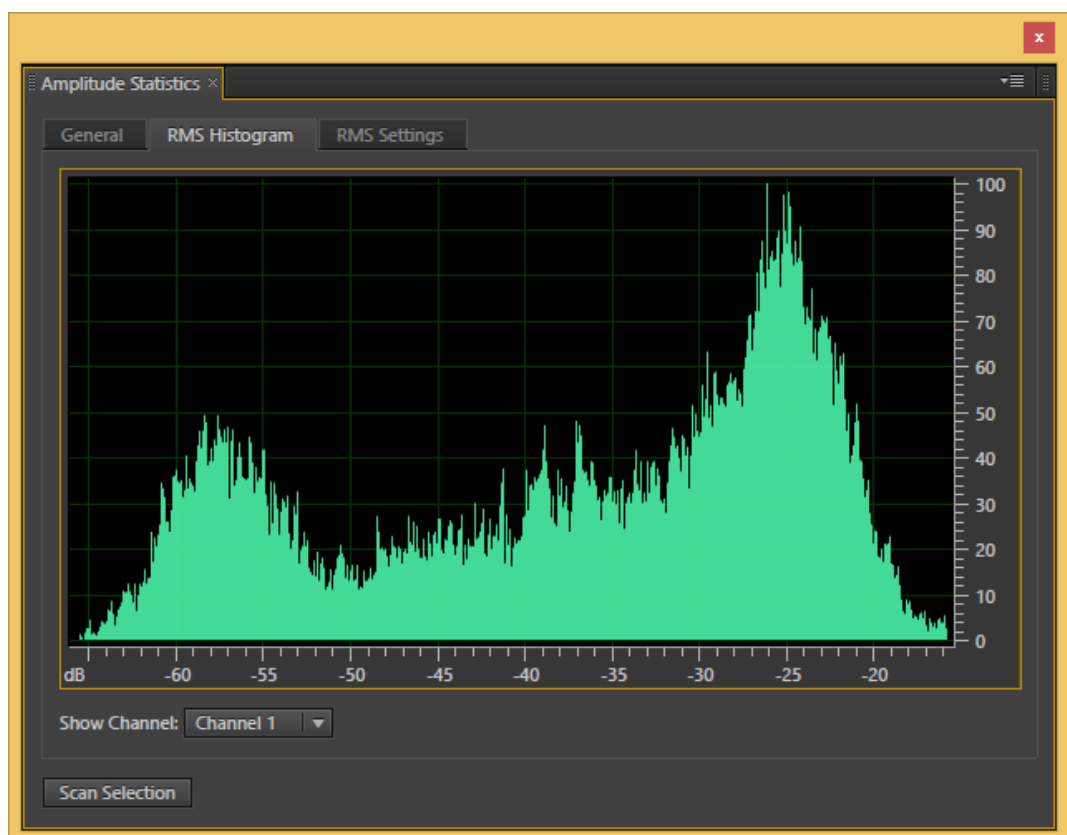 x
Amplitude Statistics ×
General RMS Histogram RMS Settings
100
90
80
70
60
50
40
30
20
10
0
dB -60 -55 -50 -45 -40 -35 -30 -25 -20
Show Channel: Channel 1
Scan Selection